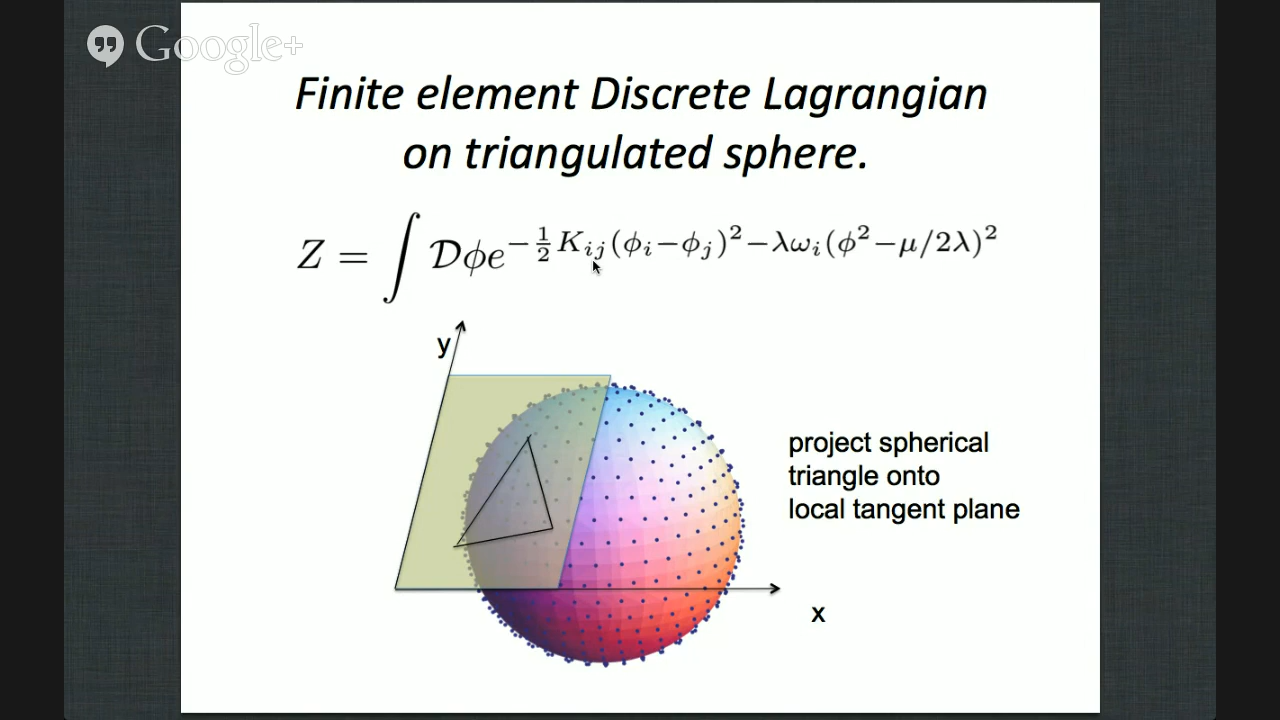 Google+
Finite element Discrete Lagrangian
on triangulated sphere.
Z = ∫ 𝒟ϕe^{−½ K_{ij}(ϕ_i−ϕ_j)²−λω_i(ϕ²−μ/2λ)²}
y
project spherical
triangle onto
local tangent plane
x